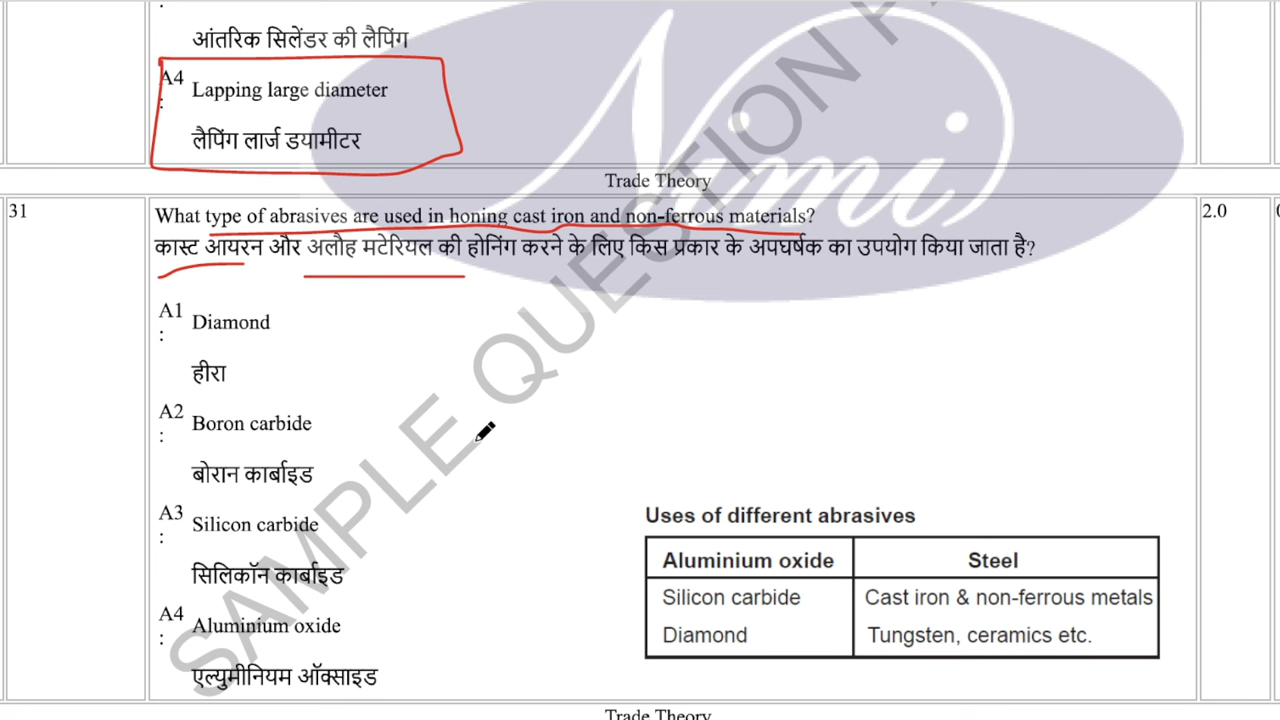 :
आंतरिक सिलेंडर की लैपिंग
A4
:
Lapping large diameter
लैपिंग लार्ज डयामीटर
Trade Theory
31
What type of abrasives are used in honing cast iron and non-ferrous materials?
2.0
कास्ट आयरन और अलौह मटेरियल की होनिंग करने के लिए किस प्रकार के अपघर्षक का उपयोग किया जाता है?
A1
:
Diamond
हीरा
A2
:
Boron carbide
बोरान कार्बाइड
A3
:
Silicon carbide
सिलिकॉन कार्बाइड
A4
:
Aluminium oxide
एल्युमीनियम ऑक्साइड
Uses of different abrasives
Aluminium oxide Steel
Silicon carbide Cast iron & non-ferrous metals
Diamond Tungsten, ceramics etc.
Trade Theory
Nimi
SAMPLE QUESTION